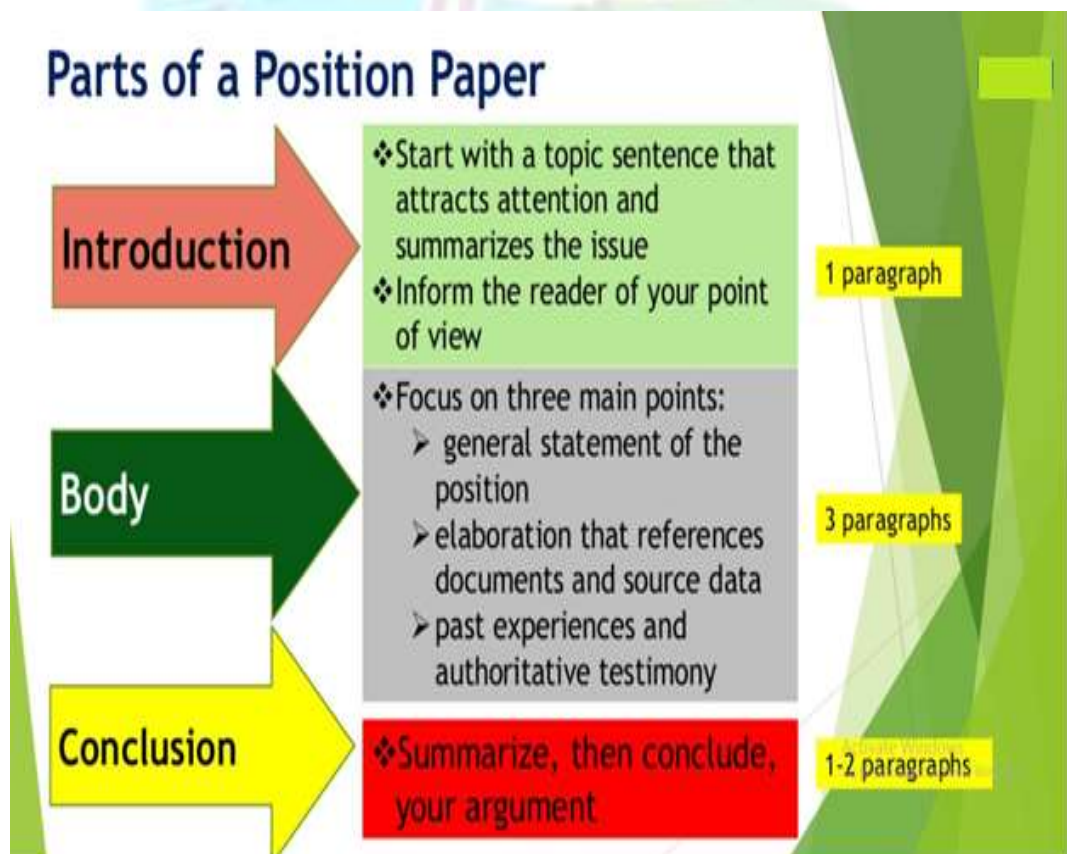 Parts of a Position Paper
Introduction
❖Start with a topic sentence that
attracts attention and
summarizes the issue
❖Inform the reader of your point
of view
1 paragraph
Body
❖Focus on three main points:
➢ general statement of the
position
➢elaboration that references
documents and source data
➢past experiences and
authoritative testimony
3 paragraphs
Conclusion
❖Summarize, then conclude,
your argument
Activate Windows
1-2 paragraphs